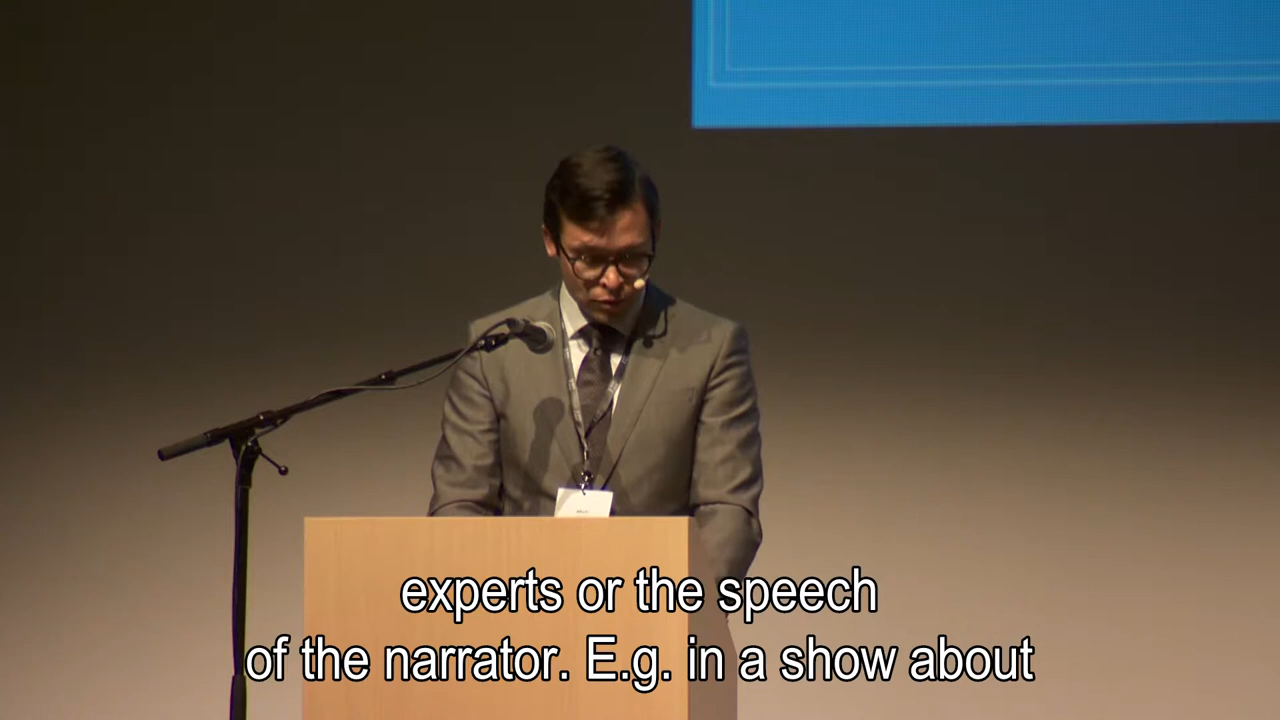 experts or the speech
of the narrator. E.g. in a show about